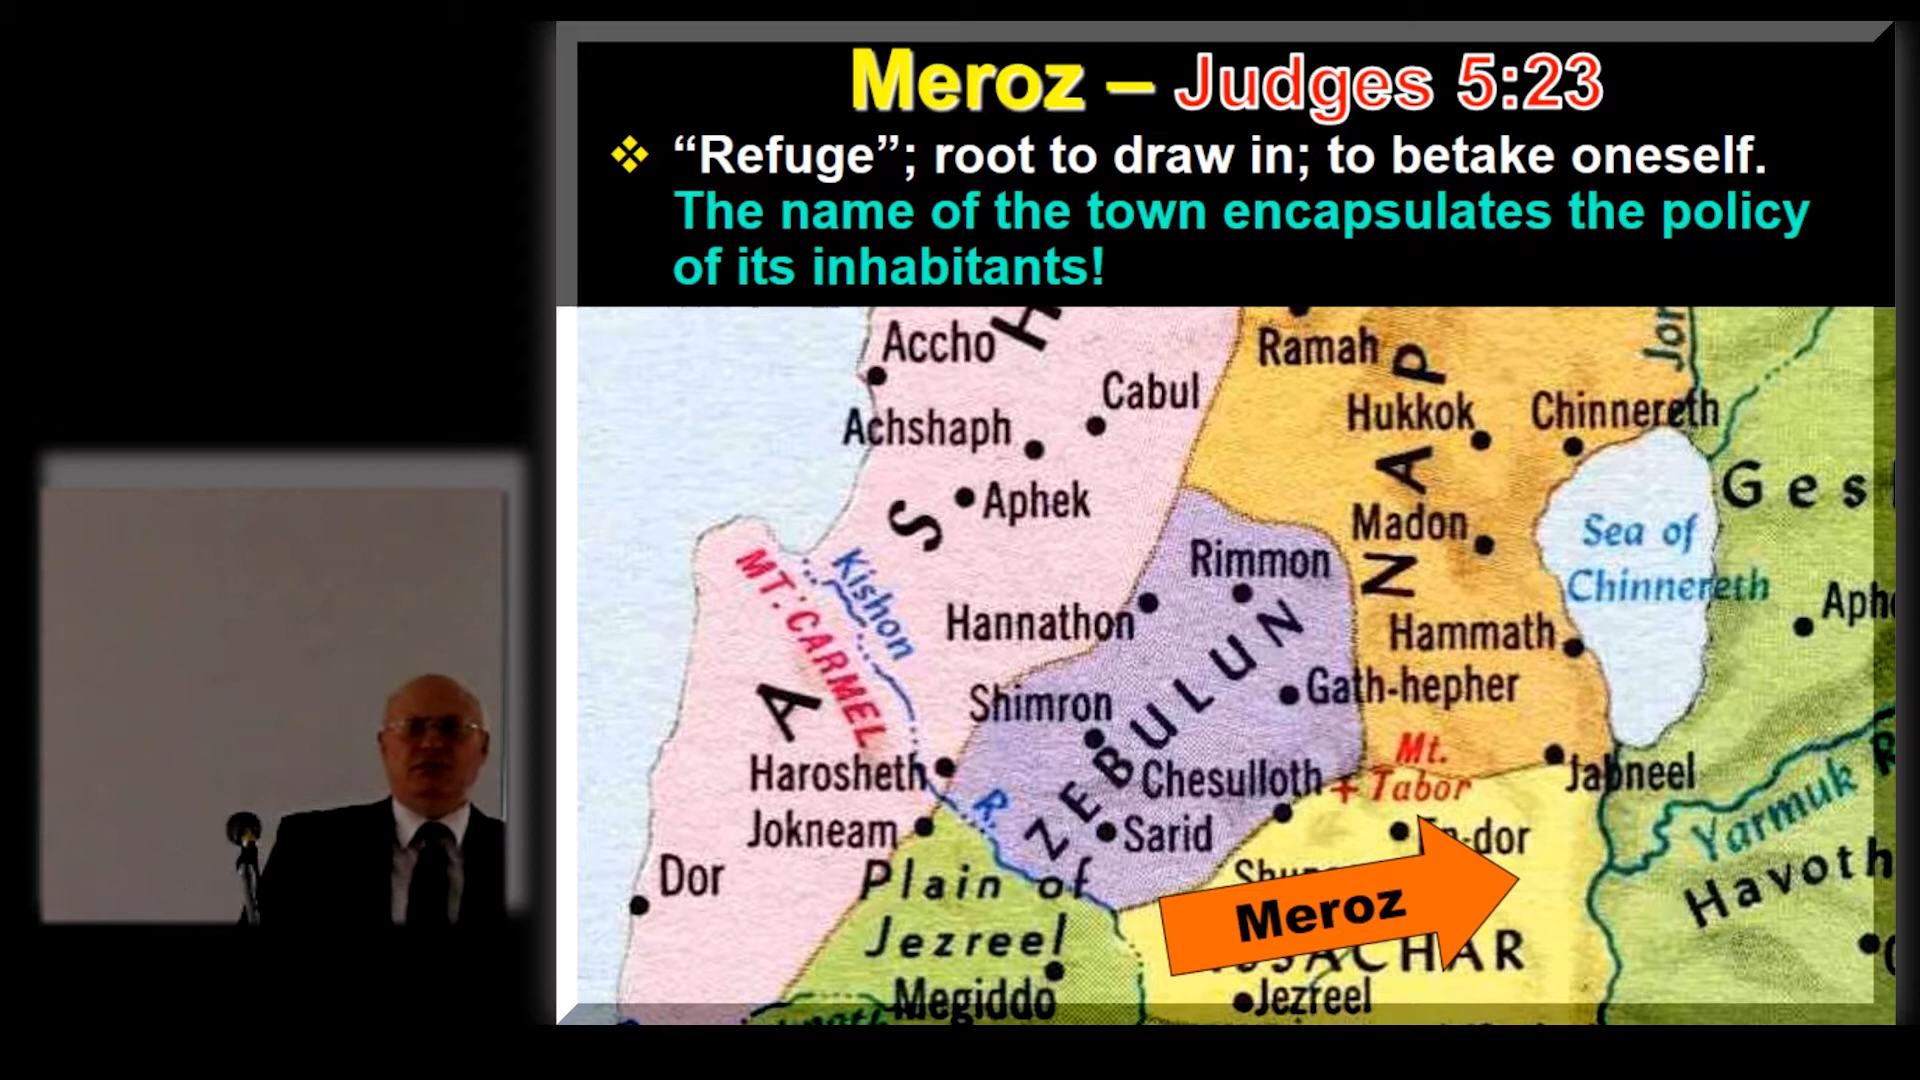 Meroz – Judges 5:23
❖ “Refuge”; root to draw in; to betake oneself.
The name of the town encapsulates the policy
of its inhabitants!
Accho
H
Ramah
P
Cabul
Hukkok
Chinnereth
Achshaph
A
Ges
S
Aphek
Madon
Sea of
Chinnereth
Kishon
Rimmon
N
MT. CARMEL
Hannathon
Hammath
A
Shimron
ZEBULUN
Gath-hepher
Mt.
Tabor
Harosheth
R.
Chesulloth
Jabneel
Yarmuk
Jokneam
Sarid
Dor
Plain of
Jezreel
Havoth
Meroz
Megiddo
Jezreel